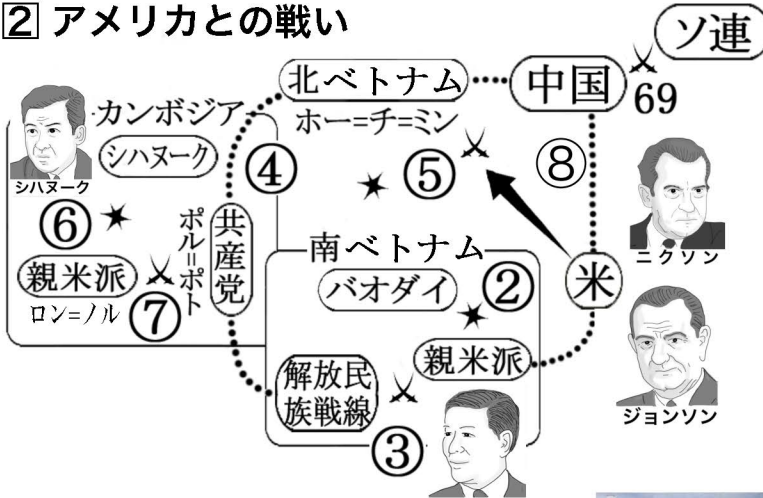 2 アメリカとの戦い
ソ連
北ベトナム
中国
69
ホー=チ=ミン
カンボジア
シハヌーク
シハヌーク
④
⑤
⑧
ニクソン
⑥
親米派
ロン=ノル
⑦
ポル=ポト
共産党
南ベトナム
バオダイ
②
米
親米派
解放民
族戦線
③
ジョンソン